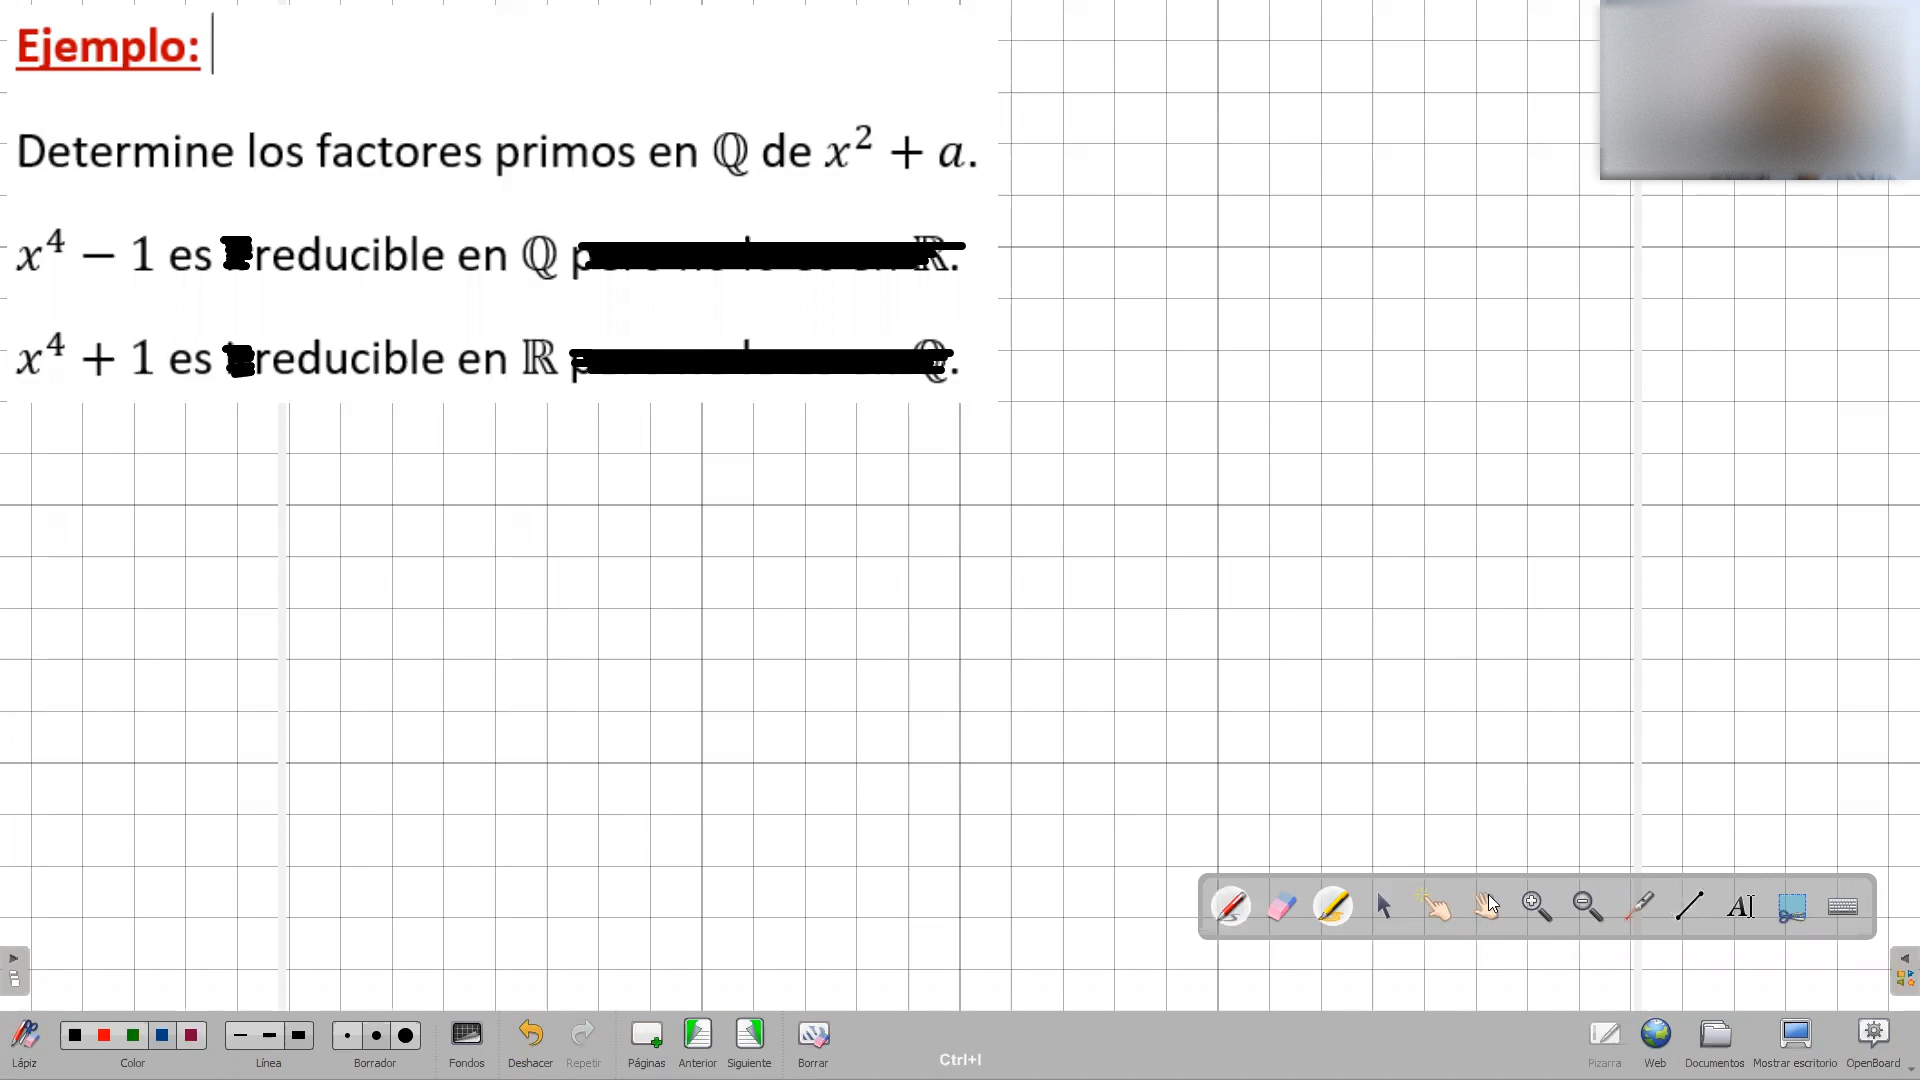 Ejemplo:
Determine los factores primos en ℚ de x² + a.
x⁴ − 1 es reducible en ℚ ℝ.
x⁴ + 1 es reducible en ℝ ℚ.
Lápiz
Color
Línea
Borrador
Fondos
Deshacer
Repetir
Páginas
Anterior
Siguiente
Borrar
Ctrl+I
Pizarra
Web
Documentos
Mostrar escritorio
OpenBoard